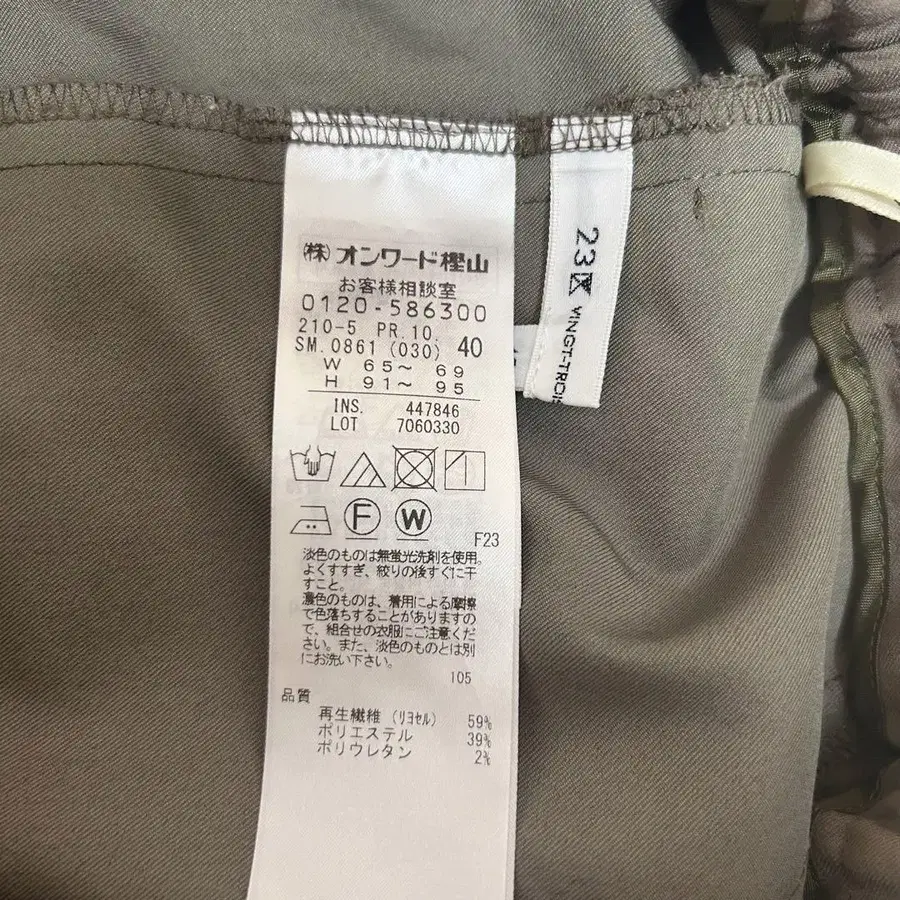 (株)オンワード樫山
お客様相談室
0120-586300
210-5 PR.10.
SM.0861 (030) 40
W 65～ 69
H 91～ 95
INS. 447846
LOT 7060330
F
W
F23
淡色のものは無蛍光洗剤を使用。
よくすすぎ、絞りの後すぐに干
すこと。
濃色のものは、着用による摩擦
で色落ちすることがありますの
で、組合せの衣服にご注意くだ
さい。また、淡色のものとは別
にお洗い下さい。
105
品質
再生繊維 (ﾘﾖｾﾙ) 59%
ポリエステル 39%
ポリウレタン 2%
23K VINGT-TROIS